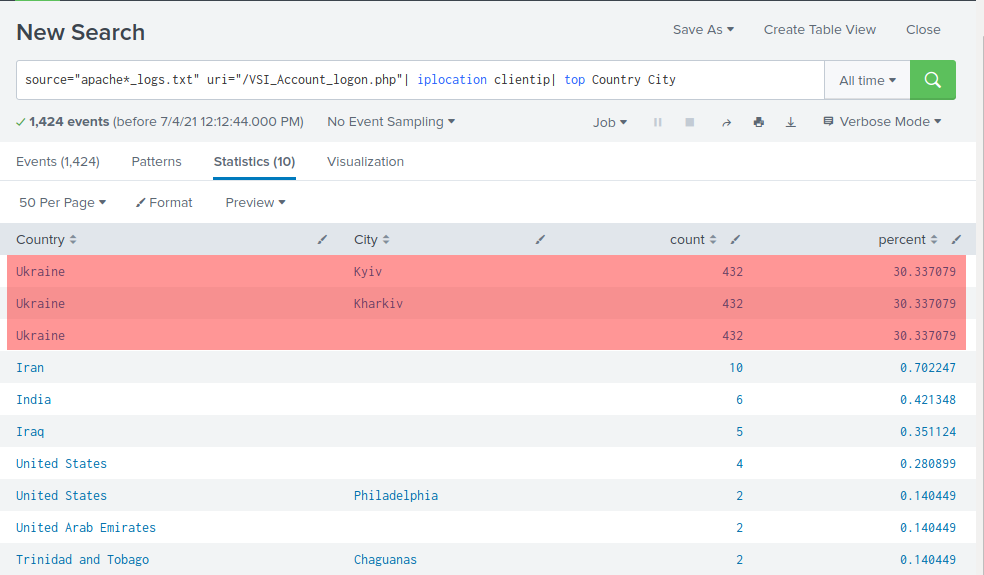 New Search
Save As Create Table View Close
source="apache*_logs.txt" uri="/VSI_Account_logon.php"| iplocation clientip| top Country City
All time
1,424 events (before 7/4/21 12:12:44.000 PM) No Event Sampling Job Verbose Mode
Events (1,424) Patterns Statistics (10) Visualization
50 Per Page Format Preview
Country City count percent
Ukraine Kyiv 432 30.337079
Ukraine Kharkiv 432 30.337079
Ukraine 432 30.337079
Iran 10 0.702247
India 6 0.421348
Iraq 5 0.351124
United States 4 0.280899
United States Philadelphia 2 0.140449
United Arab Emirates 2 0.140449
Trinidad and Tobago Chaguanas 2 0.140449